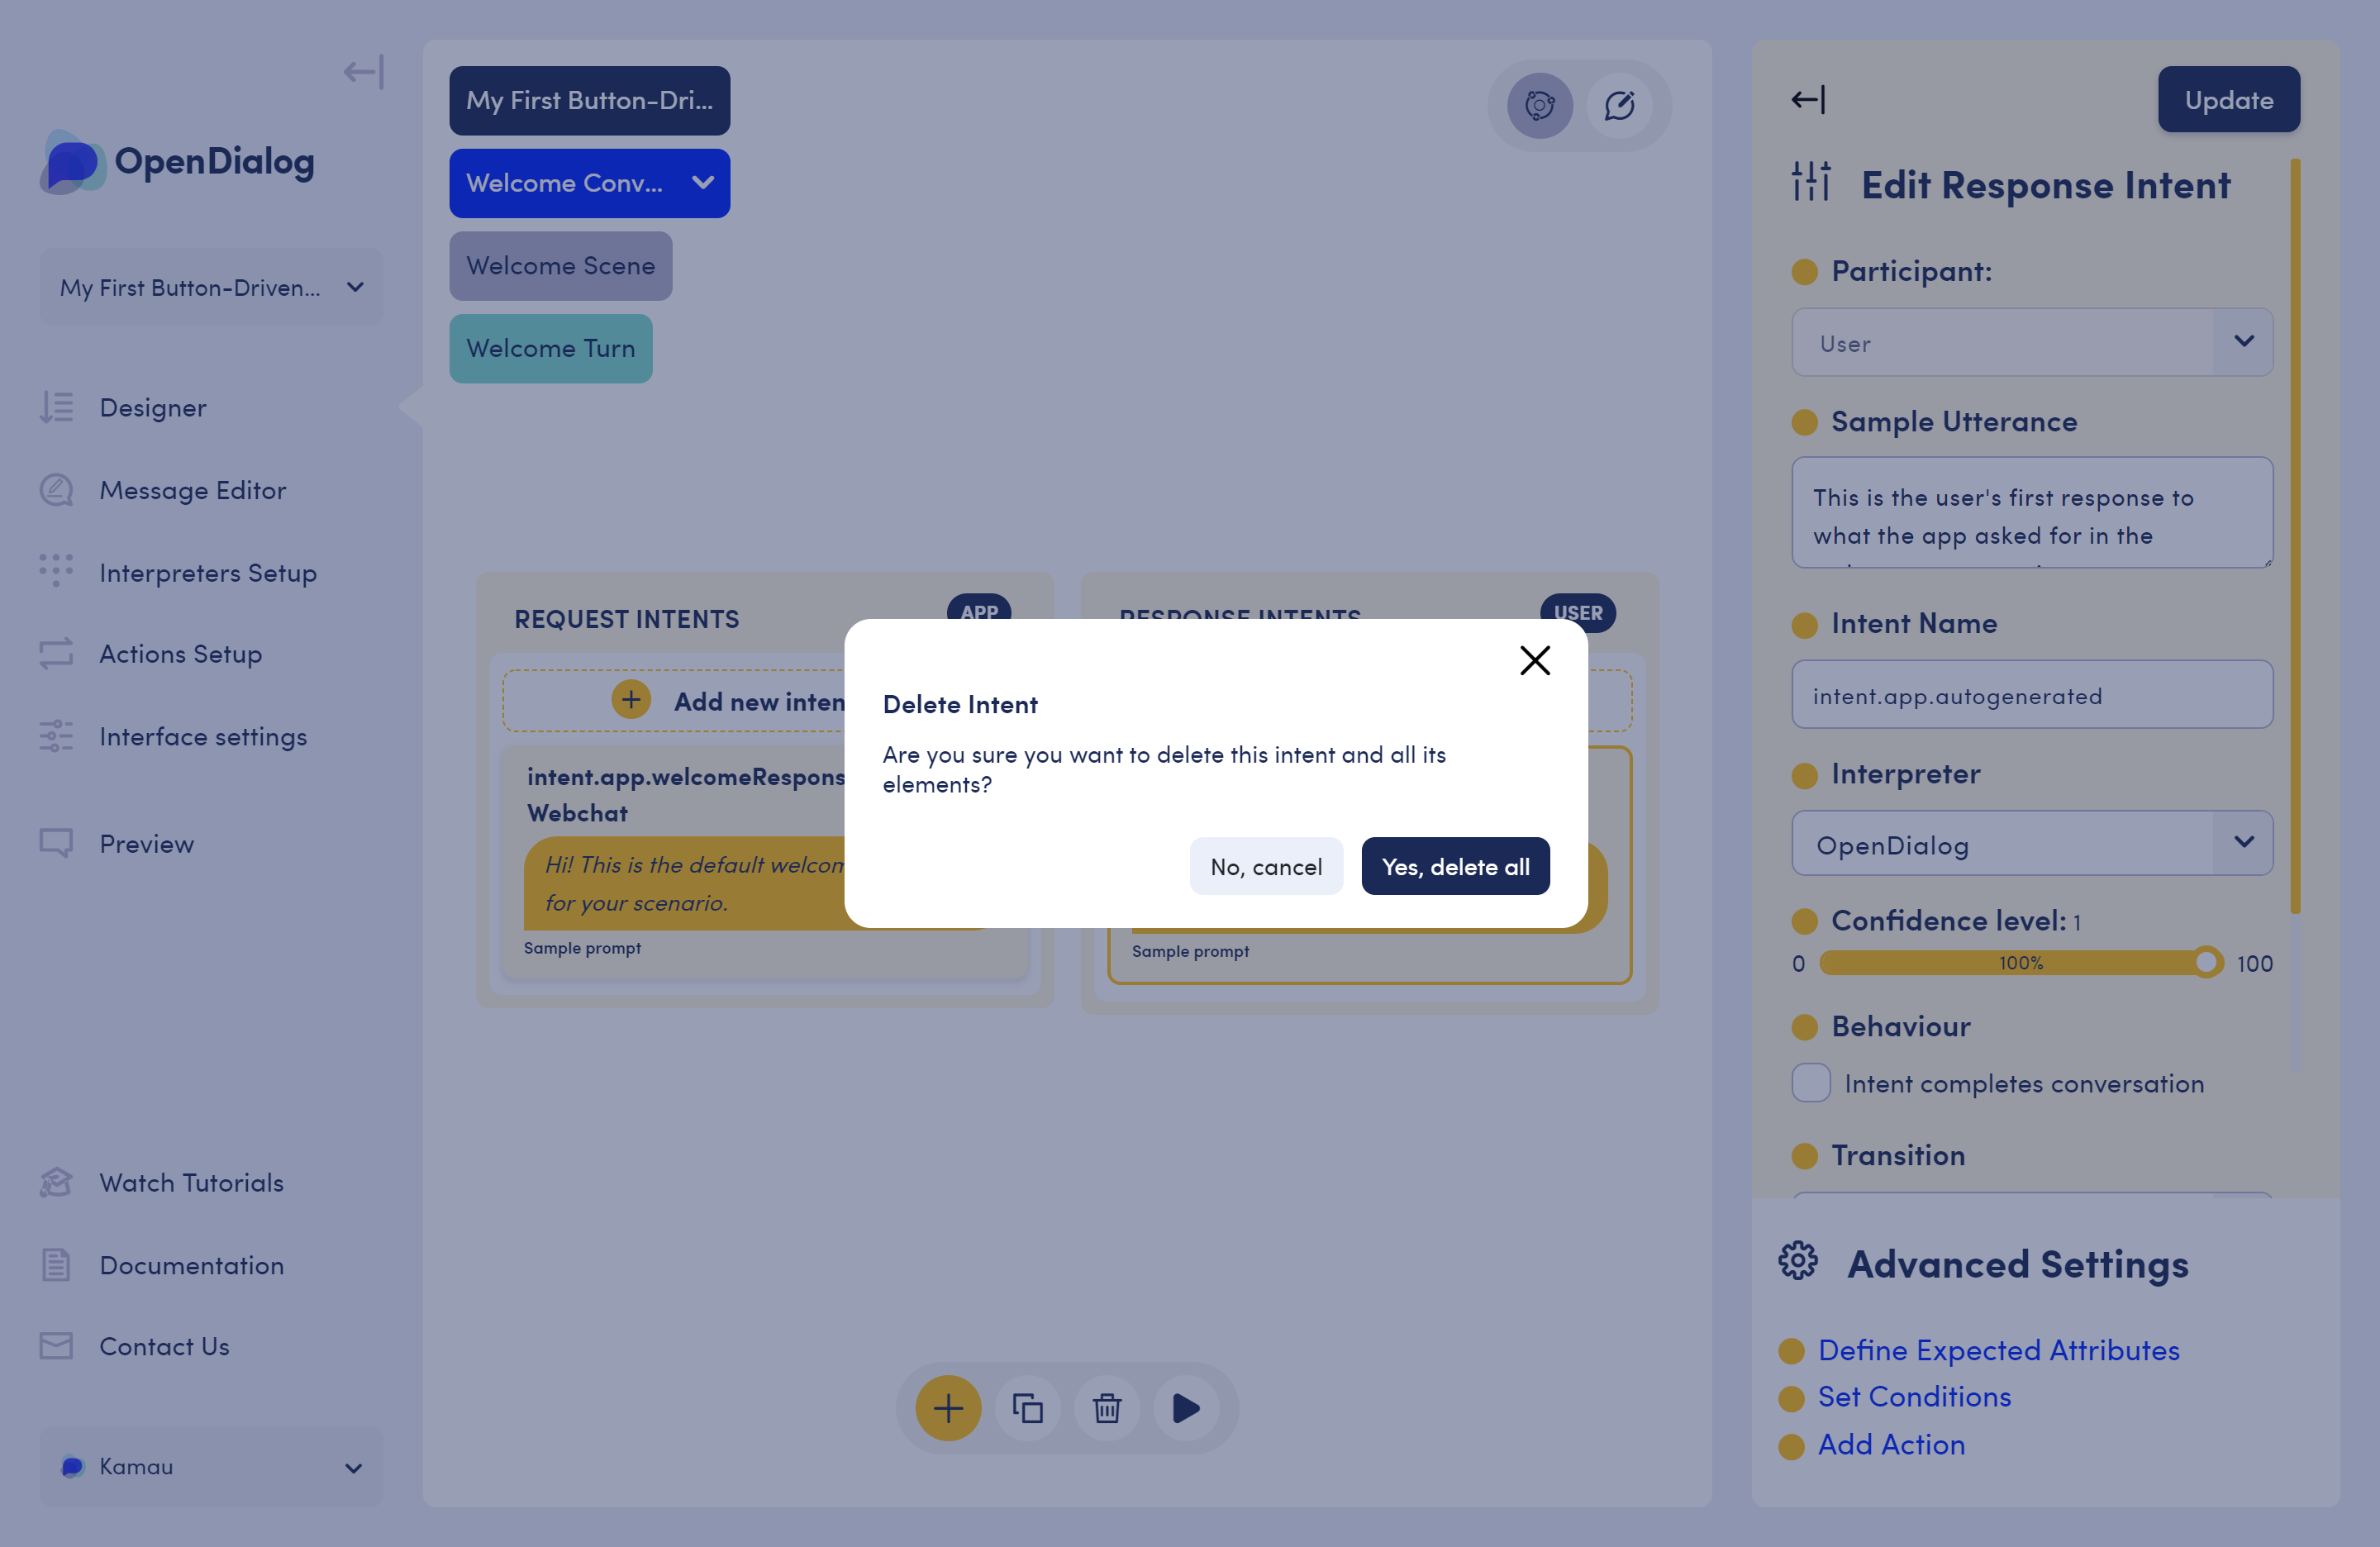 OpenDialog
My First Button-Driven...
Designer
Message Editor
Interpreters Setup
Actions Setup
Interface settings
Preview
Watch Tutorials
Documentation
Contact Us
Kamau
My First Button-Dri...
Welcome Conv...
Welcome Scene
Welcome Turn
REQUEST INTENTS
APP
Add new inten
intent.app.welcomeRespons
Webchat
Hi! This is the default welcom
for your scenario.
Sample prompt
RESPONSE INTENTS
USER
Sample prompt
Delete Intent
Are you sure you want to delete this intent and all its
elements?
No, cancel
Yes, delete all
Update
Edit Response Intent
Participant:
User
Sample Utterance
This is the user's first response to
what the app asked for in the
Intent Name
intent.app.autogenerated
Interpreter
OpenDialog
Confidence level: 1
0
100%
100
Behaviour
Intent completes conversation
Transition
Advanced Settings
Define Expected Attributes
Set Conditions
Add Action